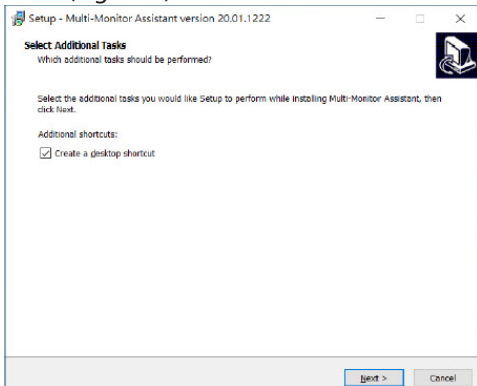 Setup - Multi-Monitor Assistant version 20.01.1222
Select Additional Tasks
Which additional tasks should be performed?
Select the additional tasks you would like Setup to perform while installing Multi-Monitor Assistant, then
click Next.
Additional shortcuts:
Create a desktop shortcut
Next >
Cancel